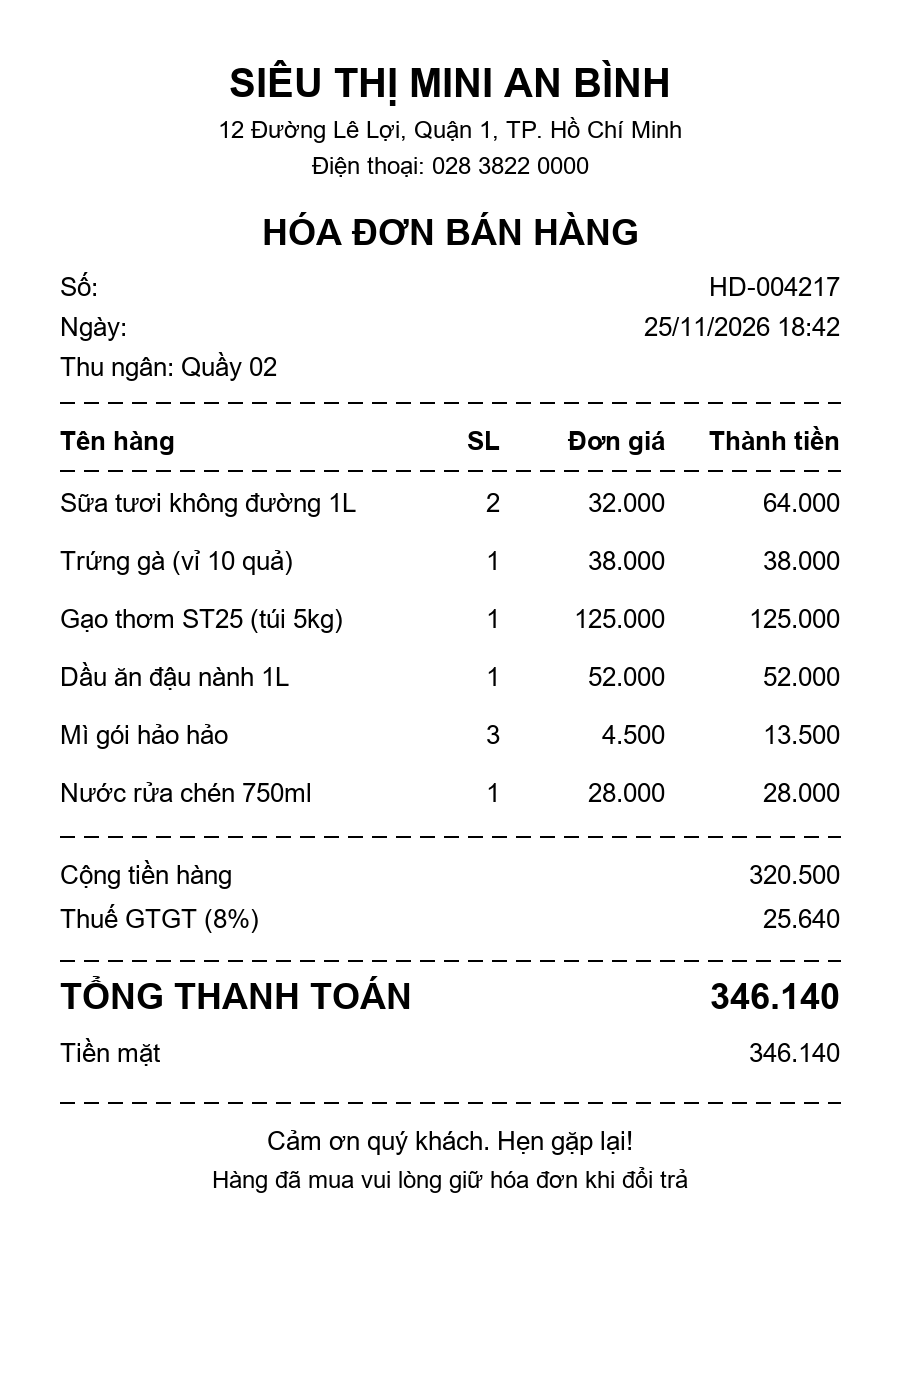 SIÊU THỊ MINI AN BÌNH
12 Đường Lê Lợi, Quận 1, TP. Hồ Chí Minh
Điện thoại: 028 3822 0000
HÓA ĐƠN BÁN HÀNG
Số: HD-004217
Ngày: 25/11/2026 18:42
Thu ngân: Quầy 02
Tên hàng SL Đơn giá Thành tiền
Sữa tươi không đường 1L 2 32.000 64.000
Trứng gà (vỉ 10 quả) 1 38.000 38.000
Gạo thơm ST25 (túi 5kg) 1 125.000 125.000
Dầu ăn đậu nành 1L 1 52.000 52.000
Mì gói hảo hảo 3 4.500 13.500
Nước rửa chén 750ml 1 28.000 28.000
Cộng tiền hàng 320.500
Thuế GTGT (8%) 25.640
TỔNG THANH TOÁN 346.140
Tiền mặt 346.140
Cảm ơn quý khách. Hẹn gặp lại!
Hàng đã mua vui lòng giữ hóa đơn khi đổi trả